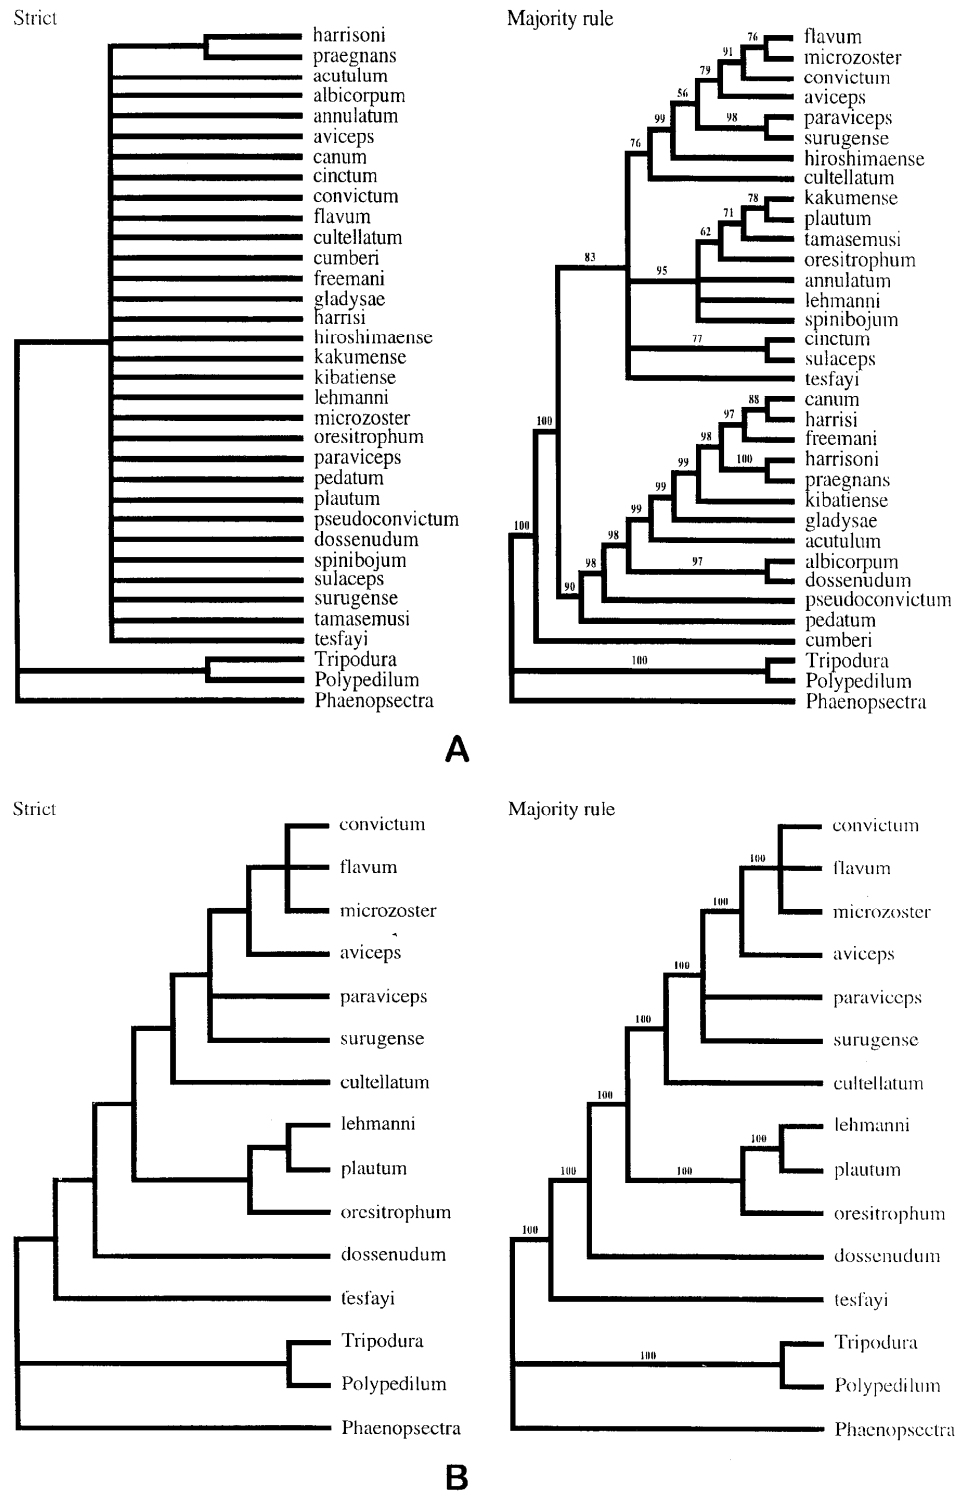 Strict
harrisoni
praegnans
acutulum
albicorpum
annulatum
aviceps
canum
cinctum
convictum
flavum
cultellatum
cumberi
freemani
gladysae
harrisi
hiroshimaense
kakumense
kibatiense
lehmanni
microzoster
oresitrophum
paraviceps
pedatum
plautum
pseudoconvictum
dossenudum
spinibojum
sulaceps
surugense
tamasemusi
tesfayi
Tripodura
Polypedilum
Phaenopsectra
Majority rule
76
91
79
56
98
99
76
78
71
62
95
83
77
88
97
98
100
99
99
99
98
97
98
90
100
100
100
flavum
microzoster
convictum
aviceps
paraviceps
surugense
hiroshimaense
cultellatum
kakumense
plautum
tamasemusi
oresitrophum
annulatum
lehmanni
spinibojum
cinctum
sulaceps
tesfayi
canum
harrisi
freemani
harrisoni
praegnans
kibatiense
gladysae
acutulum
albicorpum
dossenudum
pseudoconvictum
pedatum
cumberi
Tripodura
Polypedilum
Phaenopsectra
A
Strict
convictum
flavum
microzoster
aviceps
paraviceps
surugense
cultellatum
lehmanni
plautum
oresitrophum
dossenudum
tesfayi
Tripodura
Polypedilum
Phaenopsectra
Majority rule
100
100
100
100
100
100
100
100
100
100
convictum
flavum
microzoster
aviceps
paraviceps
surugense
cultellatum
lehmanni
plautum
oresitrophum
dossenudum
tesfayi
Tripodura
Polypedilum
Phaenopsectra
B